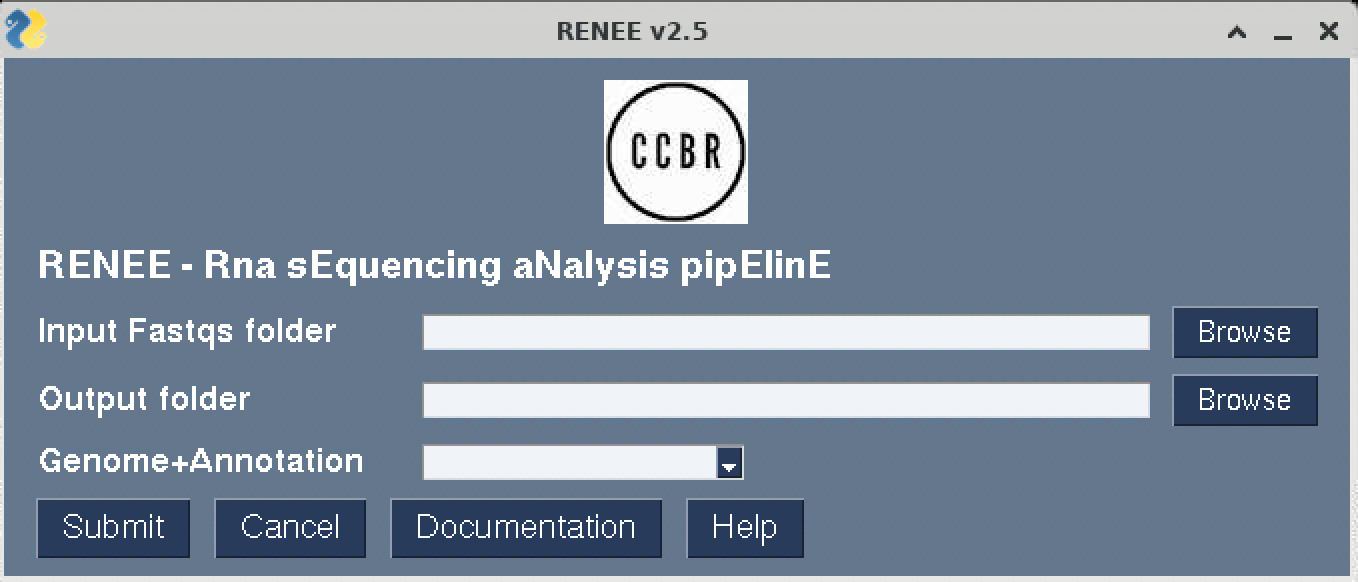 RENEE v2.5
CCBR
RENEE - Rna sEquencing aNalysis pipElinE
Input Fastqs folder Browse
Output folder Browse
Genome+Annotation
Submit Cancel Documentation Help